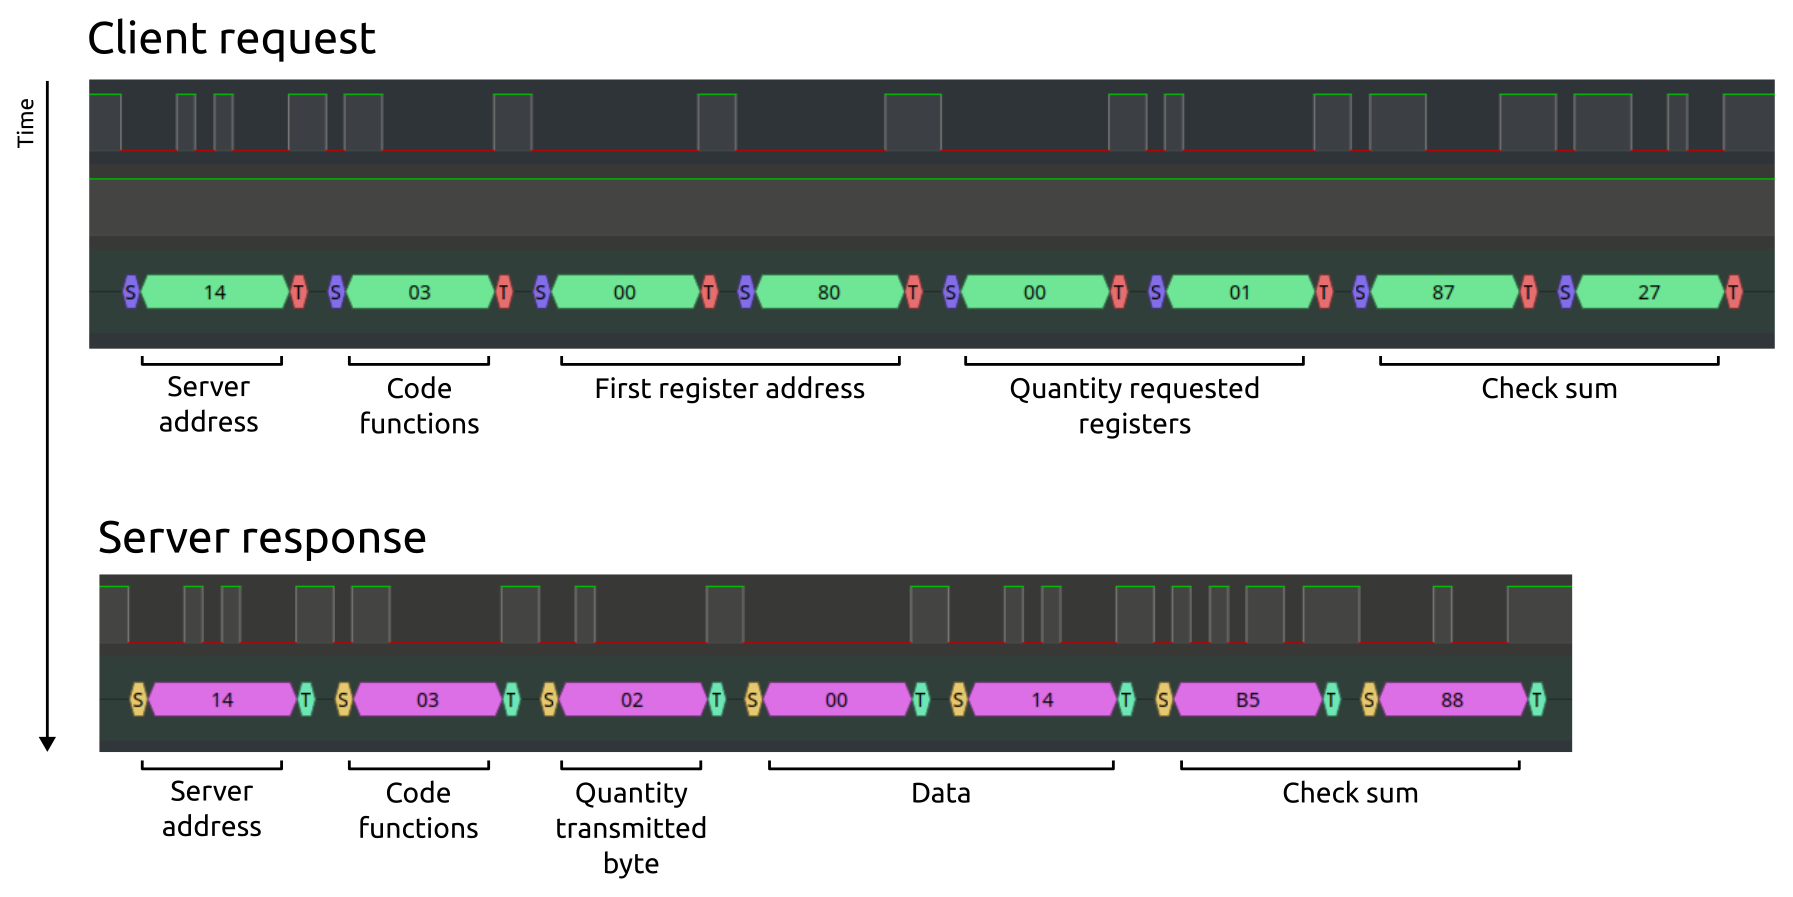 Client request
Time
S 14 T S 03 T S 00 T S 80 T S 00 T S 01 T S 87 T S 27 T
Server
address
Code
functions
First register address
Quantity requested
registers
Check sum
Server response
S 14 T S 03 T S 02 T S 00 T S 14 T S B5 T S 88 T
Server
address
Code
functions
Quantity
transmitted
byte
Data
Check sum